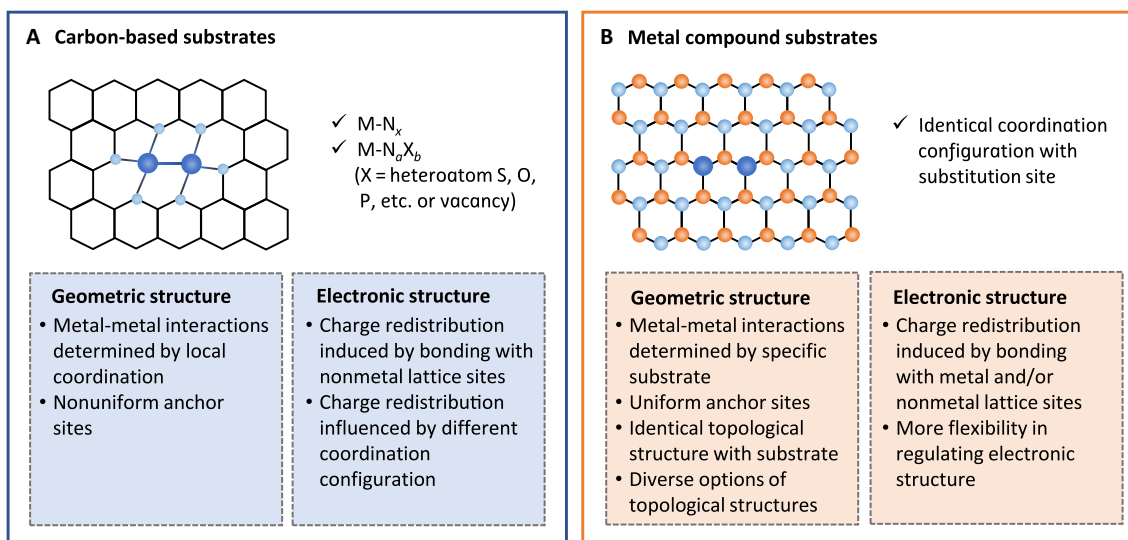 A Carbon-based substrates
✓ M-Nₓ
✓ M-NₐX_b
(X = heteroatom S, O,
P, etc. or vacancy)
Geometric structure
• Metal-metal interactions
determined by local
coordination
• Nonuniform anchor
sites
Electronic structure
• Charge redistribution
induced by bonding with
nonmetal lattice sites
• Charge redistribution
influenced by different
coordination
configuration
B Metal compound substrates
✓ Identical coordination
configuration with
substitution site
Geometric structure
• Metal-metal interactions
determined by specific
substrate
• Uniform anchor sites
• Identical topological
structure with substrate
• Diverse options of
topological structures
Electronic structure
• Charge redistribution
induced by bonding
with metal and/or
nonmetal lattice sites
• More flexibility in
regulating electronic
structure